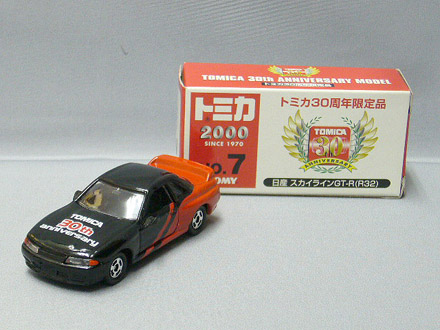 TOMICA 30th ANNIVERSARY MODEL
トミカ
2000
SINCE 1970
NO.7
TOMY
トミカ30周年限定品
TOMICA
30
ANNIVERSARY
日産 スカイラインGT-R(R32)
TOMICA
30th
anniversary